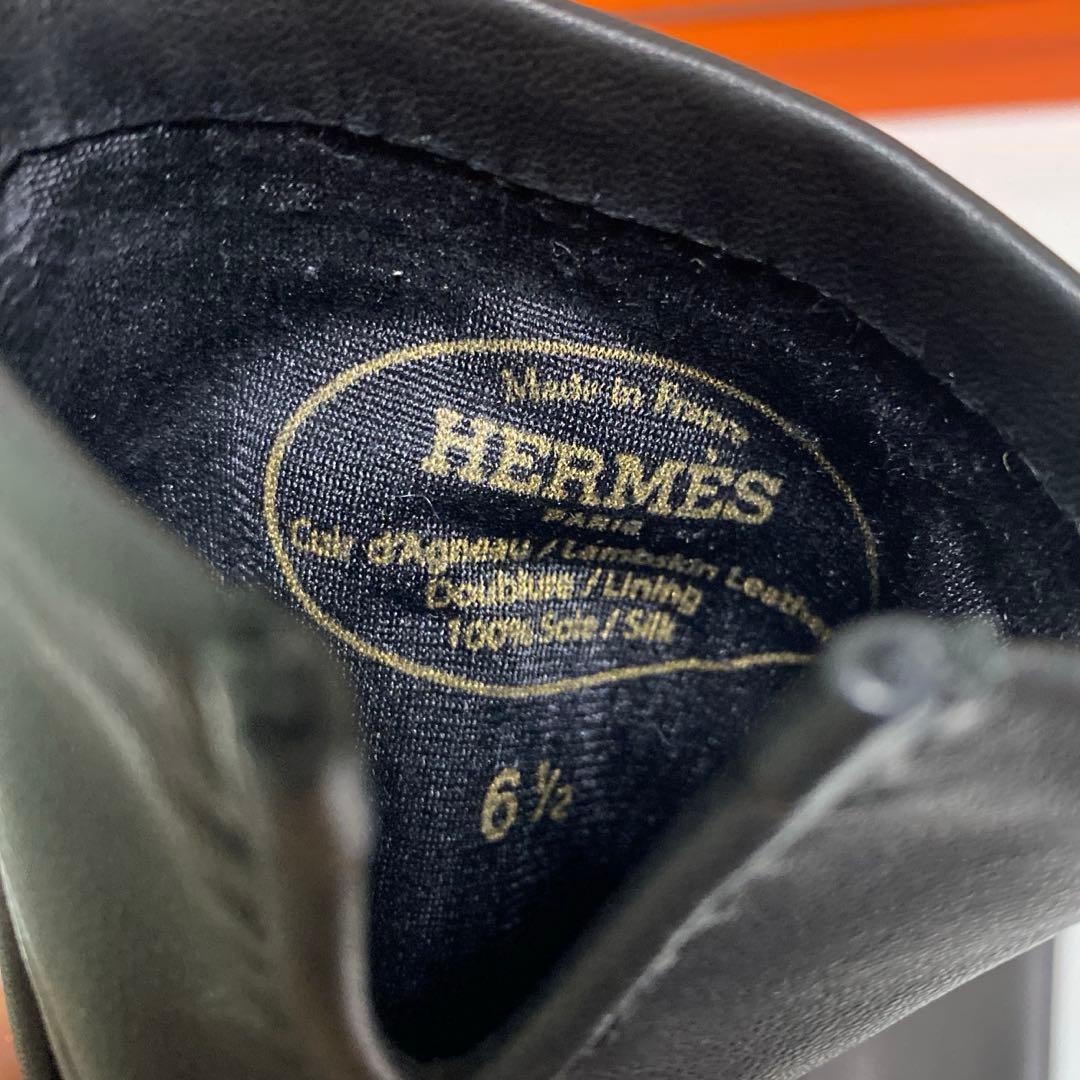 Made in France
HERMÈS
PARIS
Cuir d'Agneau / Lambskin Leather
Doublure / Lining
100% Soie / Silk
6 ½